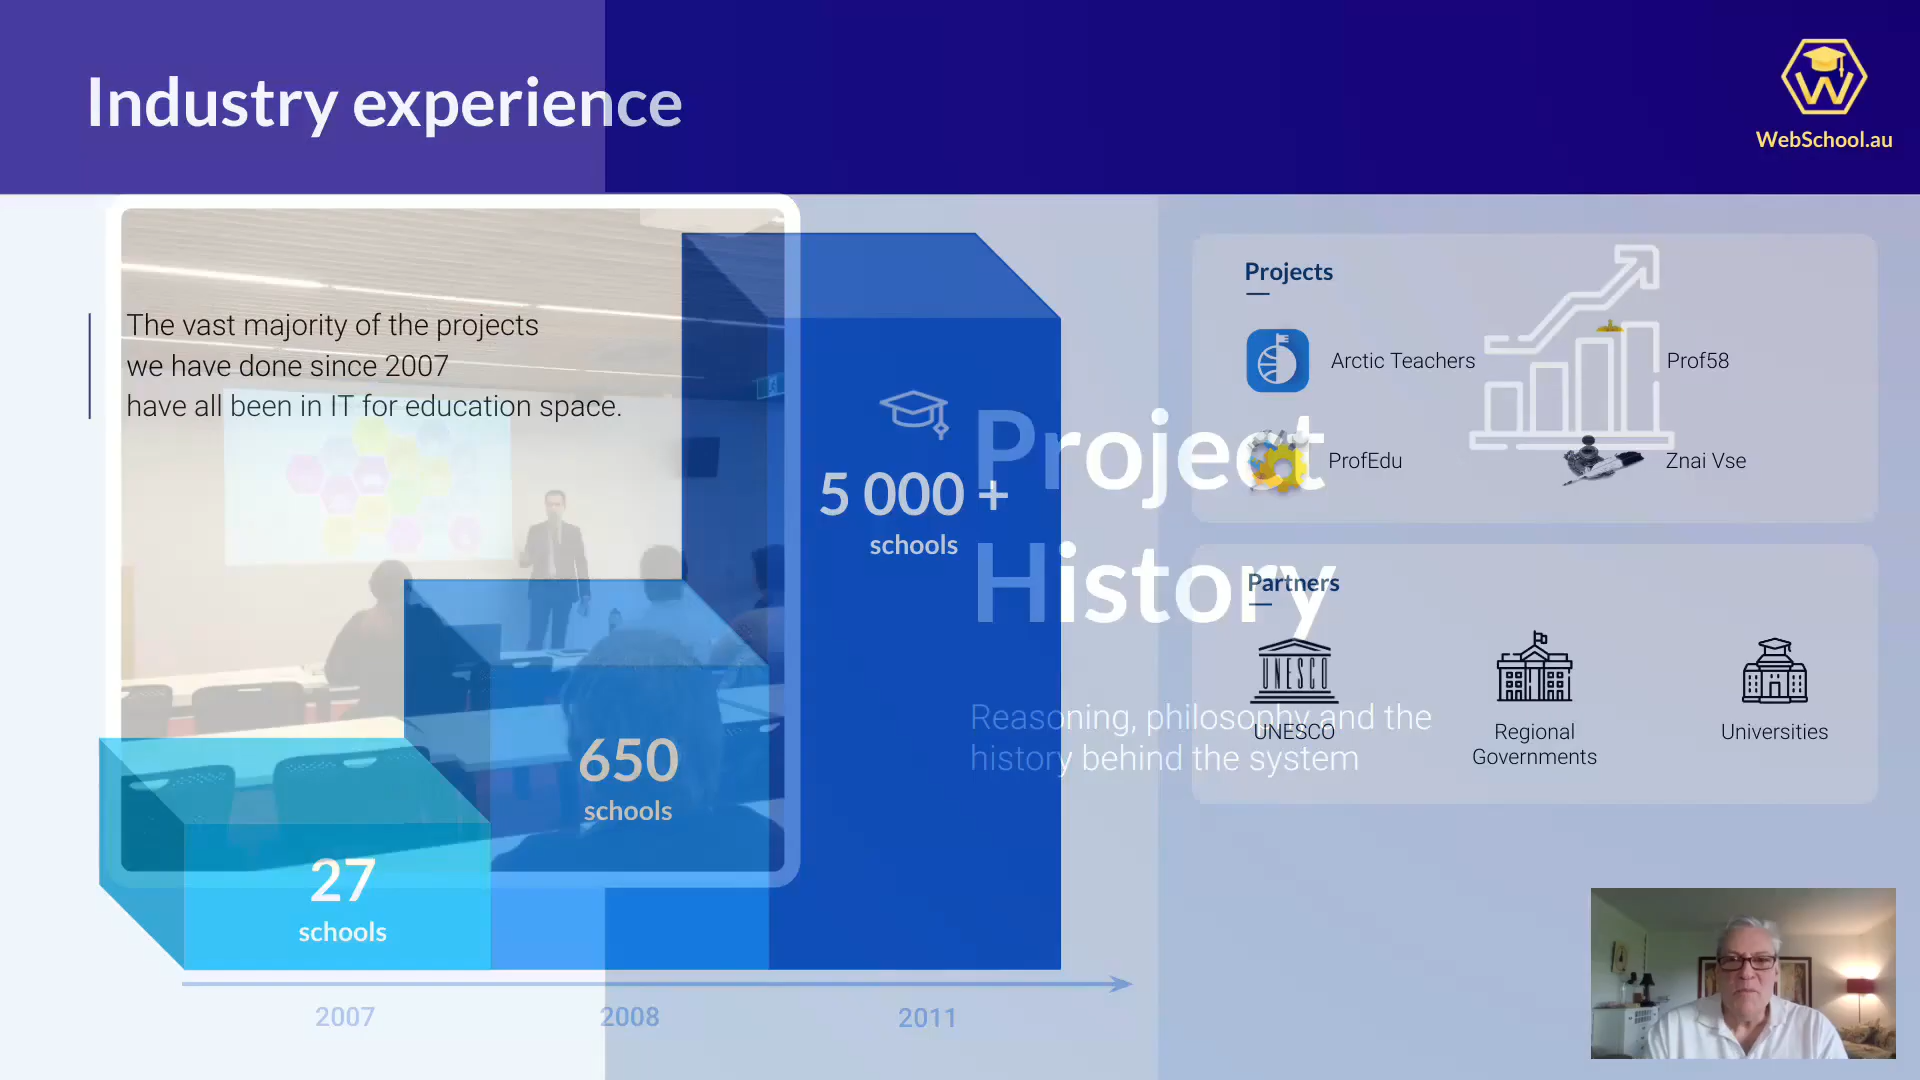 Industry experience
WebSchool.au
The vast majority of the projects
we have done since 2007
have all been in IT for education space.
5 000 +
schools
650
schools
27
schools
2007
2008
2011
Project
History
Reasoning, philosophy and the
history behind the system
Projects
Arctic Teachers
Prof58
ProfEdu
Znai Vse
Partners
UNESCO
UNESCO
Regional
Governments
Universities